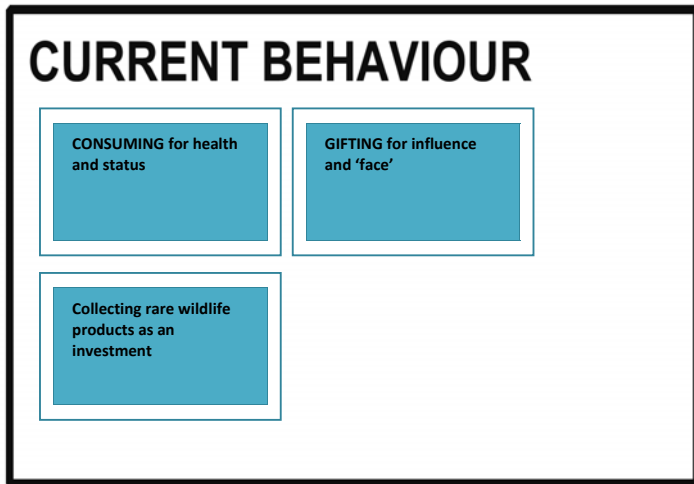 CURRENT BEHAVIOUR
CONSUMING for health
and status
GIFTING for influence
and ‘face’
Collecting rare wildlife
products as an
investment